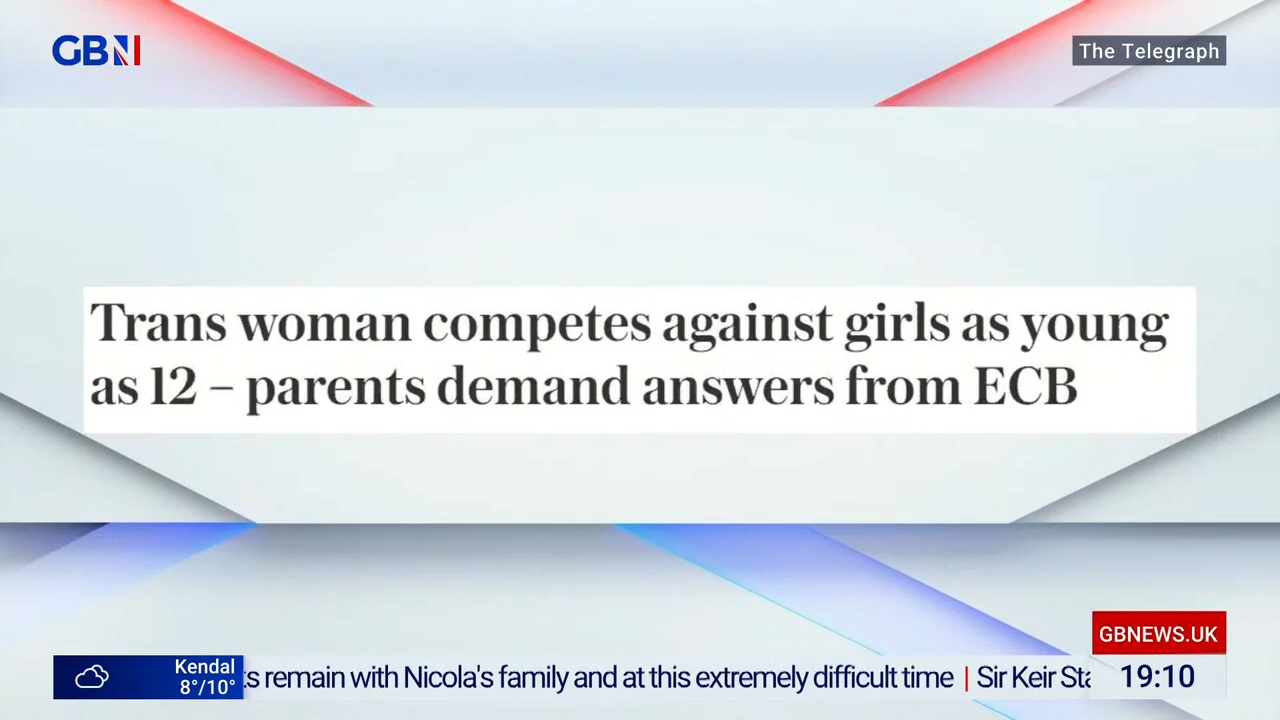 GBN
The Telegraph
Trans woman competes against girls as young
as 12 – parents demand answers from ECB
GBNEWS.UK
Kendal
8°/10°
remain with Nicola's family and at this extremely difficult time | Sir Keir
19:10